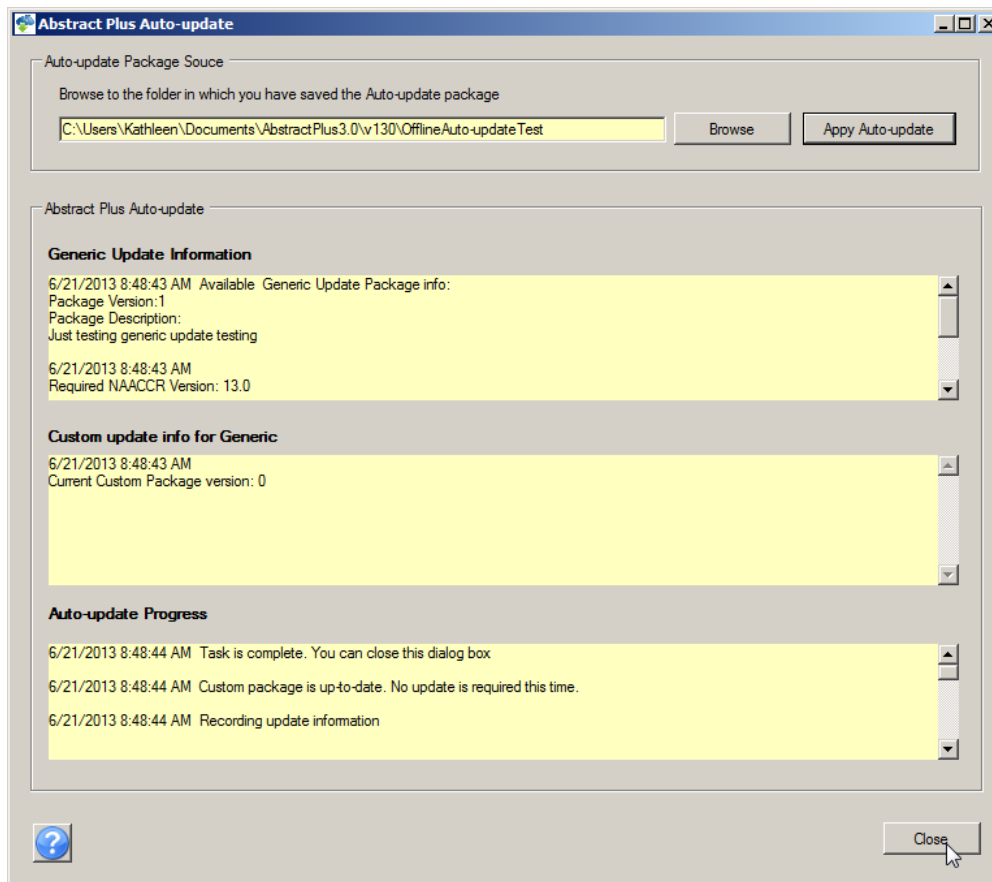 Abstract Plus Auto-update
Auto-update Package Souce
Browse to the folder in which you have saved the Auto-update package
C:\Users\Kathleen\Documents\AbstractPlus3.0\v130\OfflineAuto-updateTest
Browse
Appy Auto-update
Abstract Plus Auto-update
Generic Update Information
6/21/2013 8:48:43 AM  Available  Generic Update Package info:
Package Version:1
Package Description:
Just testing generic update testing
6/21/2013 8:48:43 AM
Required NAACCR Version: 13.0
Custom update info for Generic
6/21/2013 8:48:43 AM
Current Custom Package version: 0
Auto-update Progress
6/21/2013 8:48:44 AM  Task is complete. You can close this dialog box
6/21/2013 8:48:44 AM  Custom package is up-to-date. No update is required this time.
6/21/2013 8:48:44 AM  Recording update information
?
Close